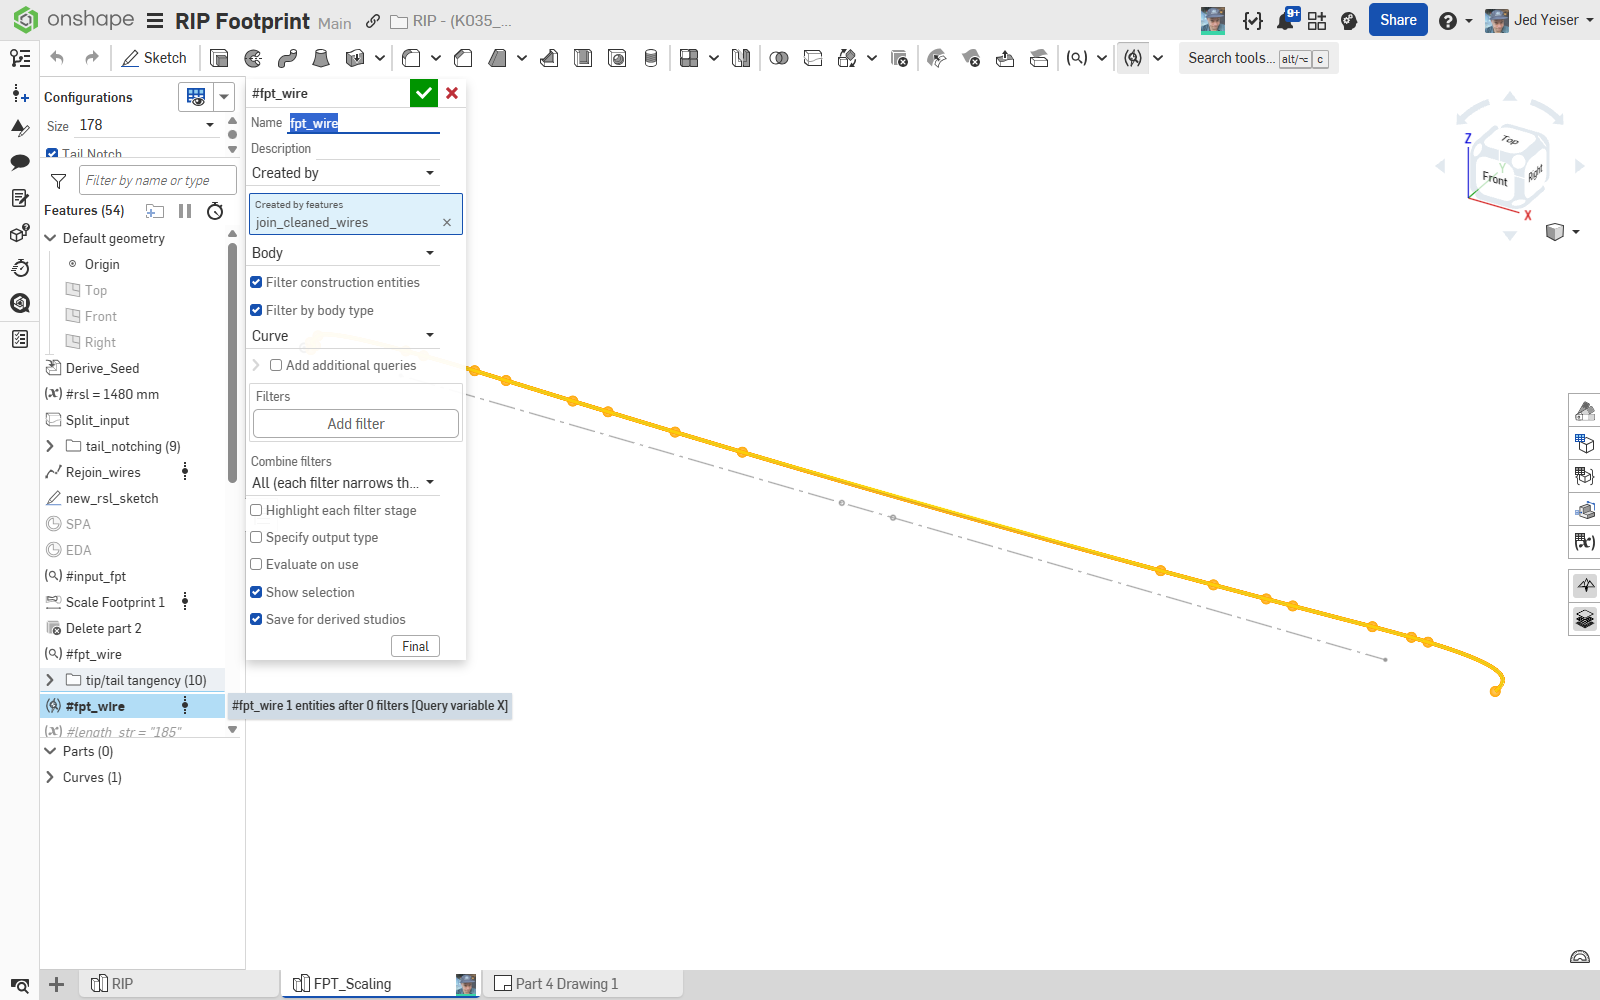 onshape
RIP Footprint
Main
RIP - (K035_...
9+
Share
Jed Yeiser
Sketch
Search tools...
alt/⌥
c
Configurations
Size
178
Tail Notch
Filter by name or type
Features (54)
Default geometry
Origin
Top
Front
Right
Derive_Seed
#rsl = 1480 mm
Split_input
tail_notching (9)
Rejoin_wires
new_rsl_sketch
SPA
EDA
#input_fpt
Scale Footprint 1
Delete part 2
#fpt_wire
tip/tail tangency (10)
#fpt_wire
#length_str = "185"
Parts (0)
Curves (1)
#fpt_wire
Name
fpt_wire
Description
Created by
Created by features
join_cleaned_wires
Body
Filter construction entities
Filter by body type
Curve
Add additional queries
Filters
Add filter
Combine filters
All (each filter narrows th...
Highlight each filter stage
Specify output type
Evaluate on use
Show selection
Save for derived studios
Final
#fpt_wire 1 entities after 0 filters [Query variable X]
Z
Top
Y
Front
Right
X
RIP
FPT_Scaling
Part 4 Drawing 1